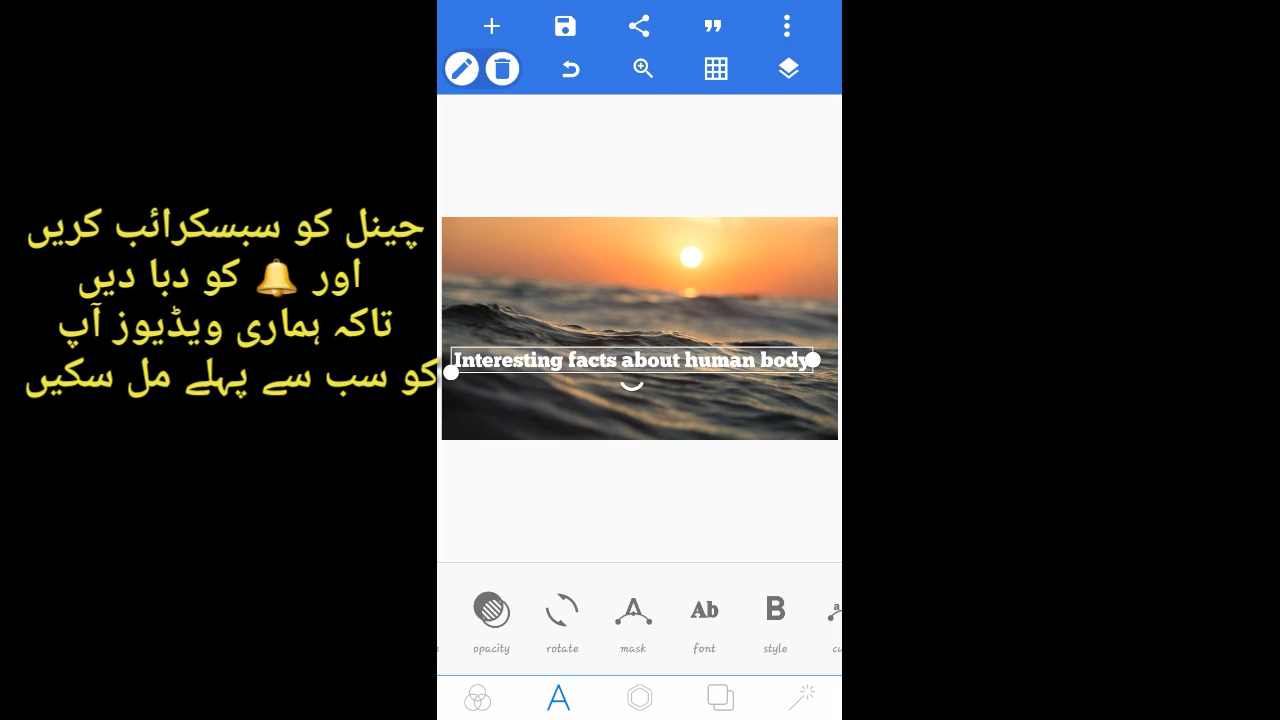 چینل کو سبسکرائب کریں
اور 🔔 کو دبا دیں
تاکہ ہماری ویڈیوز آپ
کو سب سے پہلے مل سکیں
Interesting facts about human body
opacity rotate mask font style